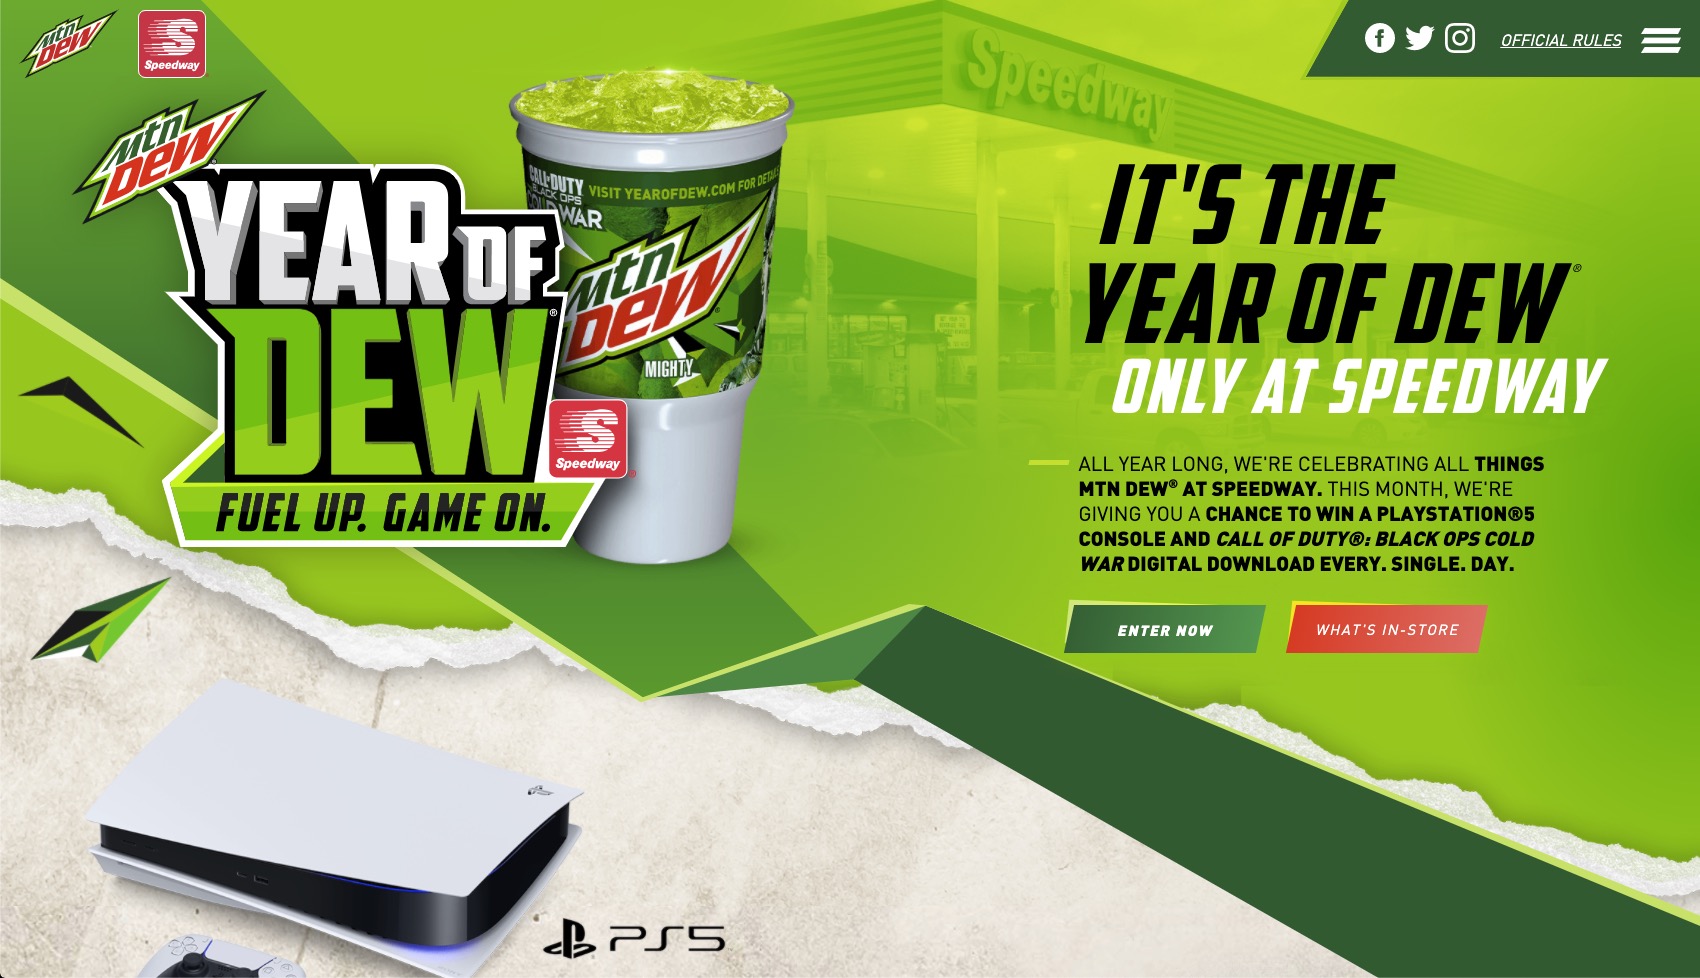 Mtn
DEW
S
Speedway
OFFICIAL RULES
Speedway
Mtn
DEW®
YEAR OF
DEW®
FUEL UP. GAME ON.
S
Speedway®
CALL OF DUTY
BLACK OPS
COLD WAR
VISIT YEAROFDEW.COM FOR DETAILS
Mtn
DEW®
MIGHTY
IT'S THE
YEAR OF DEW®
ONLY AT SPEEDWAY
ALL YEAR LONG, WE'RE CELEBRATING ALL THINGS
MTN DEW® AT SPEEDWAY. THIS MONTH, WE'RE
GIVING YOU A CHANCE TO WIN A PLAYSTATION®5
CONSOLE AND CALL OF DUTY®: BLACK OPS COLD
WAR DIGITAL DOWNLOAD EVERY. SINGLE. DAY.
ENTER NOW
WHAT'S IN-STORE
PS5